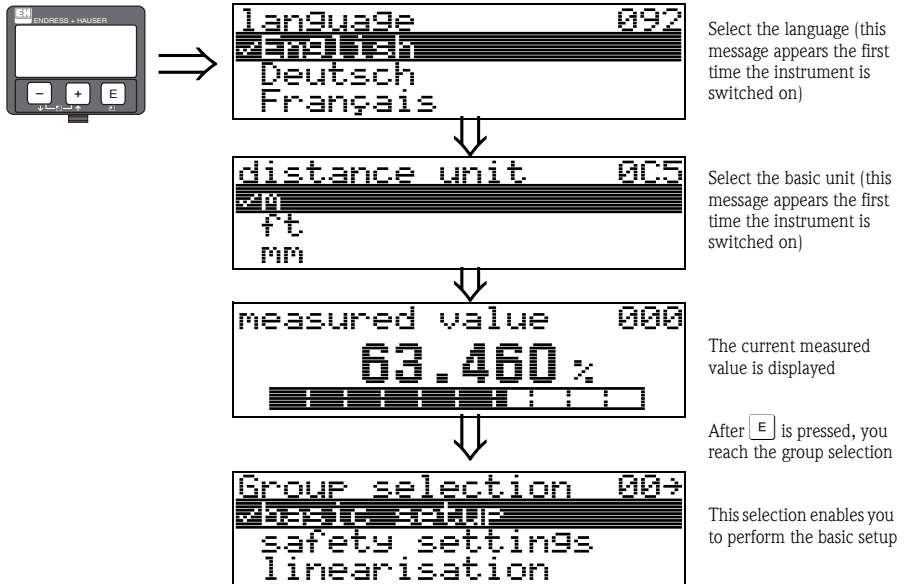 EH
ENDRESS + HAUSER
– + E
language 092
✓English
Deutsch
Français
Select the language (this
message appears the first
time the instrument is
switched on)
distance unit 0C5
✓m
ft
mm
Select the basic unit (this
message appears the first
time the instrument is
switched on)
measured value 000
63.460 %
The current measured
value is displayed
After E is pressed, you
reach the group selection
Group selection 00→
✓basic setup
safety settings
linearisation
This selection enables you
to perform the basic setup